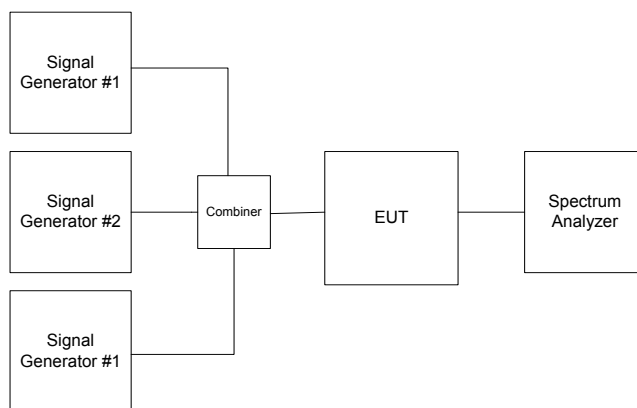 Signal
Generator #1
Signal
Generator #2
Combiner
EUT
Spectrum
Analyzer
Signal
Generator #1